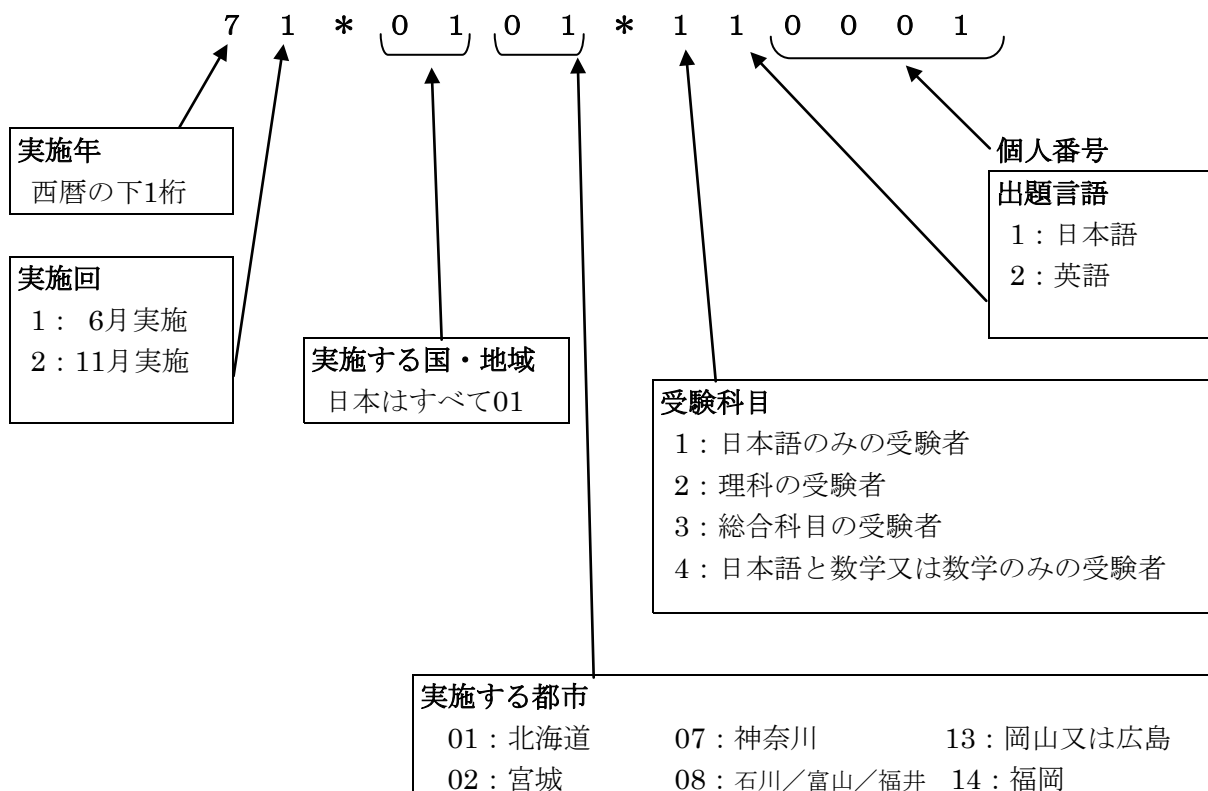 7 1 * 0 1 0 1 * 1 1 0 0 0 1
実施年
西暦の下1桁
個人番号
出題言語
1：日本語
2：英語
実施回
1： 6月実施
2：11月実施
実施する国・地域
日本はすべて01
受験科目
1：日本語のみの受験者
2：理科の受験者
3：総合科目の受験者
4：日本語と数学又は数学のみの受験者
実施する都市
01：北海道 07：神奈川 13：岡山又は広島
02：宮城 08：石川／富山／福井 14：福岡